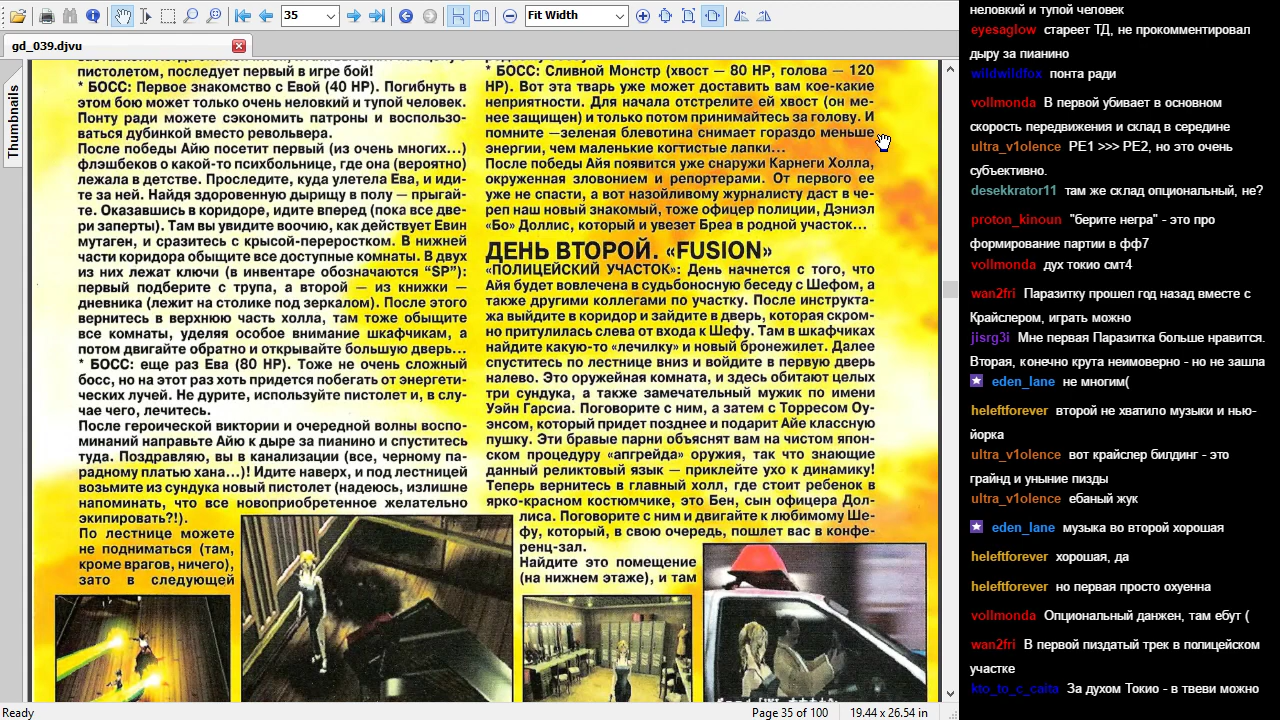 35
Fit Width
gd_039.djvu
Thumbnails
пистолетом, последует первый в игре бой!
* БОСС: Первое знакомство с Евой (40 HP). Погибнуть в
этом бою может только очень неловкий и тупой человек.
Понту ради можете сэкономить патроны и воспользо-
ваться дубинкой вместо револьвера.
После победы Айю посетит первый (из очень многих...)
флэшбеков о какой-то психбольнице, где она (вероятно)
лежала в детстве. Проследите, куда улетела Ева, и иди-
те за ней. Найдя здоровенную дырищу в полу — прыгай-
те. Оказавшись в коридоре, идите вперед (пока все две-
ри заперты). Там вы увидите воочию, как действует Евин
мутаген, и сразитесь с крысой-переростком. В нижней
части коридора обыщите все доступные комнаты. В двух
из них лежат ключи (в инвентаре обозначаются “SP”):
первый подберите с трупа, а второй — из книжки —
дневника (лежит на столике под зеркалом). После этого
вернитесь в верхнюю часть холла, там тоже обыщите
все комнаты, уделяя особое внимание шкафчикам, а
потом двигайте обратно и открывайте большую дверь...
* БОСС: еще раз Ева (80 HP). Тоже не очень сложный
босс, но на этот раз хоть придется побегать от энергети-
ческих лучей. Не дурите, используйте пистолет и, в слу-
чае чего, лечитесь.
После героической виктории и очередной волны воспо-
минаний направьте Айю к дыре за пианино и спуститесь
туда. Поздравляю, вы в канализации (все, черному па-
радному платью хана...)! Идите наверх, и под лестницей
возьмите из сундука новый пистолет (надеюсь, излишне
напоминать, что все новоприобретенное желательно
экипировать?!).
По лестнице можете
не подниматься (там,
кроме врагов, ничего),
зато в следующей
* БОСС: Сливной Монстр (хвост — 80 HP, голова — 120
HP). Вот эта тварь уже может доставить вам кое-какие
неприятности. Для начала отстрелите ей хвост (он ме-
нее защищен) и только потом принимайтесь за голову. И
помните —зеленая блевотина снимает гораздо меньше
энергии, чем маленькие когтистые лапки...
После победы Айя появится уже снаружи Карнеги Холла,
окруженная зловонием и репортерами. От первого ее
уже не спасти, а вот назойливому журналисту даст в че-
реп наш новый знакомый, тоже офицер полиции, Дэниэл
«Бо» Доллис, который и увезет Бреа в родной участок...
ДЕНЬ ВТОРОЙ. «FUSION»
«ПОЛИЦЕЙСКИЙ УЧАСТОК»: День начнется с того, что
Айя будет вовлечена в судьбоносную беседу с Шефом, а
также другими коллегами по участку. После инструкта-
жа выйдите в коридор и зайдите в дверь, которая скром-
но притулилась слева от входа к Шефу. Там в шкафчиках
найдите какую-то «лечилку» и новый бронежилет. Далее
спуститесь по лестнице вниз и войдите в первую дверь
налево. Это оружейная комната, и здесь обитают целых
три сундука, а также замечательный мужик по имени
Уэйн Гарсиа. Поговорите с ним, а затем с Торресом Оу-
энсом, который придет позднее и подарит Айе классную
пушку. Эти бравые парни объяснят вам на чистом япон-
ском процедуру «апгрейда» оружия, так что знающие
данный реликтовый язык — приклейте ухо к динамику!
Теперь вернитесь в главный холл, где стоит ребенок в
ярко-красном костюмчике, это Бен, сын офицера Дол-
лиса. Поговорите с ним и двигайте к любимому Ше-
фу, который, в свою очередь, пошлет вас в конфе-
ренц-зал.
Найдите это помещение
(на нижнем этаже), и там
Ready
Page 35 of 100
19.44 x 26.54 in
неловкий и тупой человек
eyesaglow стареет ТД, не прокомментировал
дыру за пианино
wildwildfox понта ради
vollmonda В первой убивает в основном
скорость передвижения и склад в середине
ultra_v1olence PE1 >>> PE2, но это очень
субъективно.
desekkrator11 там же склад опциональный, не?
proton_kinoun "берите негра" - это про
формирование партии в фф7
vollmonda дух токио смт4
wan2fri Паразитку прошел год назад вместе с
Крайслером, играть можно
jisrg3i Мне первая Паразитка больше нравится.
Вторая, конечно крута неимоверно - но не зашла
eden_lane не многим(
heleftforever второй не хватило музыки и нью-
йорка
ultra_v1olence вот крайслер билдинг - это
грайнд и уныние пизды
ultra_v1olence ебаный жук
eden_lane музыка во второй хорошая
heleftforever хорошая, да
heleftforever но первая просто охуенна
vollmonda Опциональный данжен, там ебут (
wan2fri В первой пиздатый трек в полицейском
участке
kto_to_c_caita За духом Токио - в твеви можно